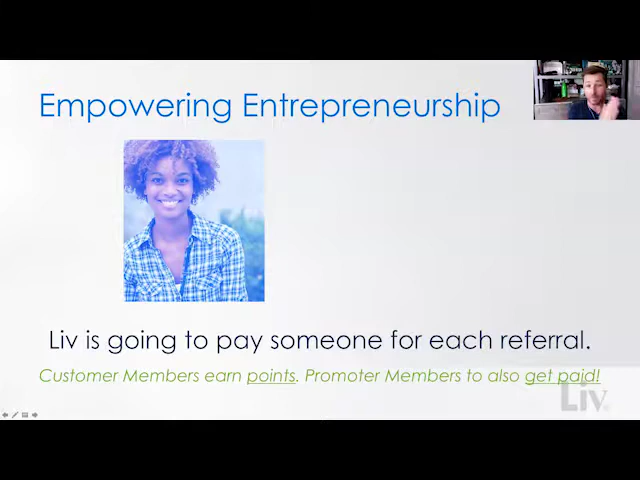 Empowering Entrepreneurship
Liv is going to pay someone for each referral.
Customer Members earn points. Promoter Members to also get paid!
Liv